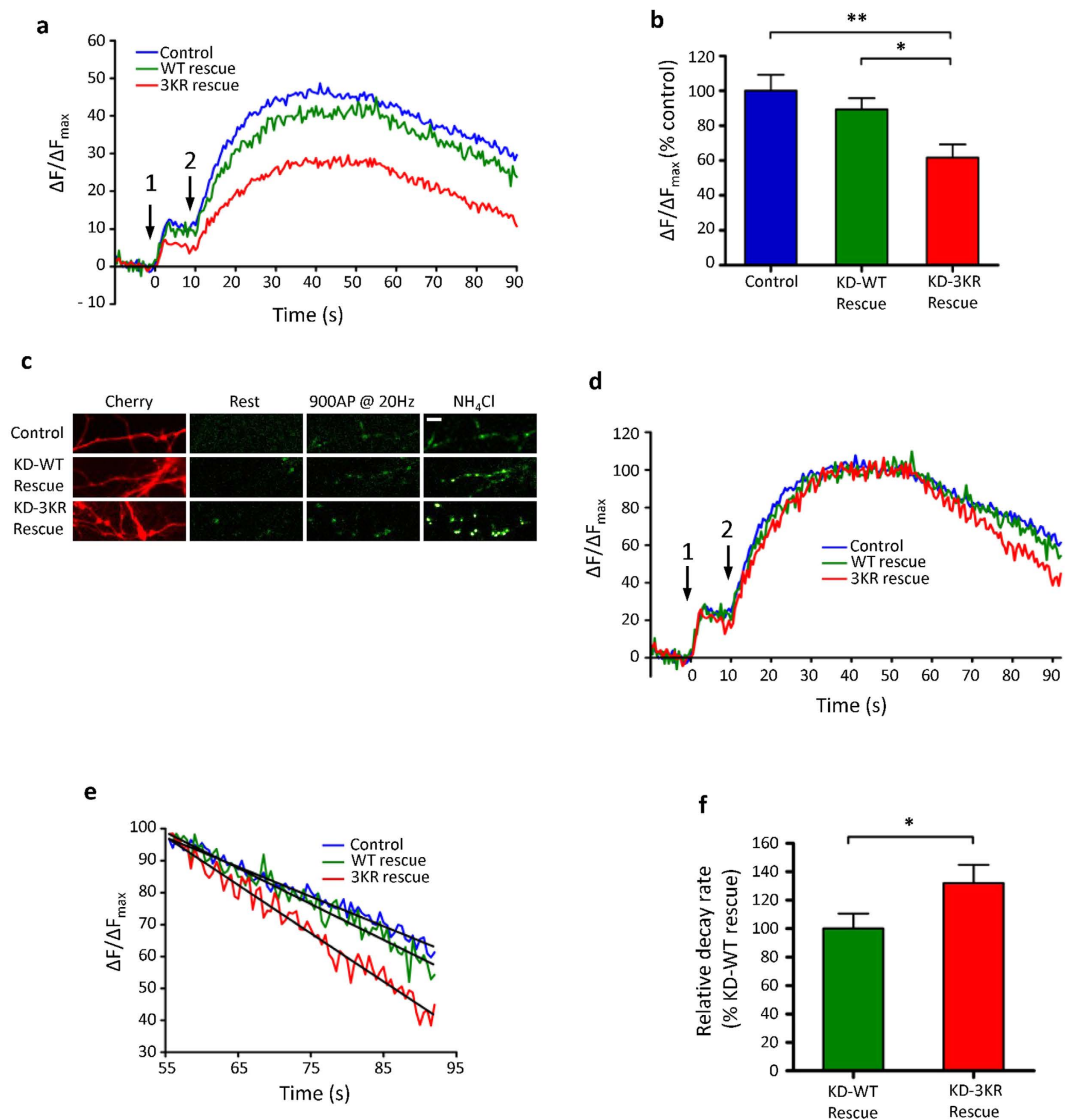 a
60
50
40
30
20
10
0
- 10
ΔF/ΔFmax
Control
WT rescue
3KR rescue
1
2
0 10 20 30 40 50 60 70 80 90
Time (s)
b
**
*
120
100
80
60
40
20
0
ΔF/ΔFmax (% control)
Control
KD-WT
Rescue
KD-3KR
Rescue
c
Cherry Rest 900AP @ 20Hz NH4Cl
Control
KD-WT
Rescue
KD-3KR
Rescue
d
120
100
80
60
40
20
0
ΔF/ΔFmax
1
2
Control
WT rescue
3KR rescue
0 10 20 30 40 50 60 70 80 90
Time (s)
e
100
90
80
70
60
50
40
30
ΔF/ΔFmax
Control
WT rescue
3KR rescue
55 65 75 85 95
Time (s)
f
*
160
140
120
100
80
60
40
20
0
Relative decay rate
(% KD-WT rescue)
KD-WT
Rescue
KD-3KR
Rescue